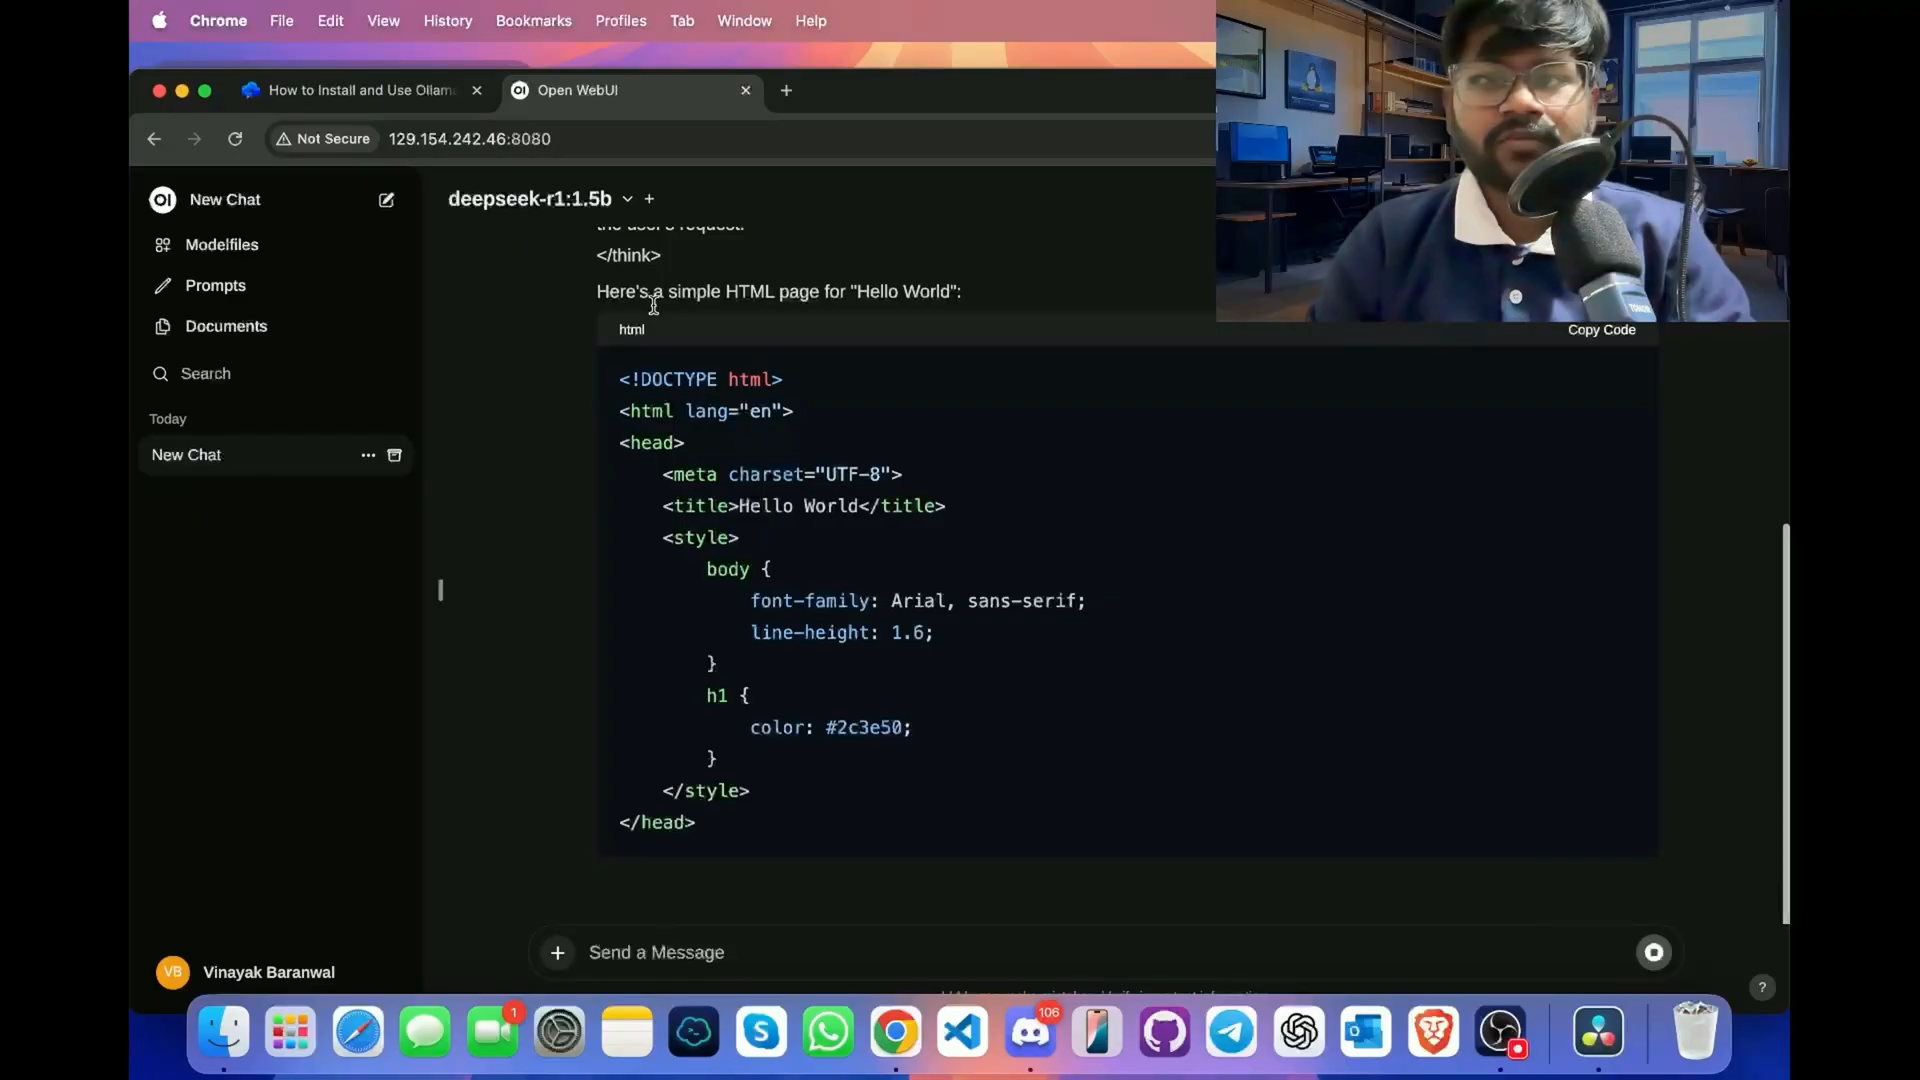 Chrome File Edit View History Bookmarks Profiles Tab Window Help
How to Install and Use Ollam
Open WebUI
Not Secure 129.154.242.46:8080
New Chat
Modelfiles
Prompts
Documents
Search
Today
New Chat
Vinayak Baranwal
VB
deepseek-r1:1.5b
the user's request.
</think>
Here's a simple HTML page for "Hello World":
html
Copy Code
<!DOCTYPE html>
<html lang="en">
<head>
<meta charset="UTF-8">
<title>Hello World</title>
<style>
body {
font-family: Arial, sans-serif;
line-height: 1.6;
}
h1 {
color: #2c3e50;
}
</style>
</head>
Send a Message
?
1
106